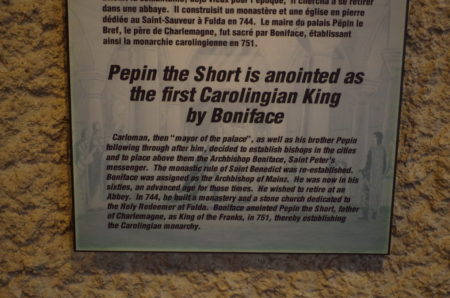 dans une abbaye. Il construisit un monastère et une église en pierre
dédiée au Saint-Sauveur à Fulda en 744. Le maire du palais Pépin le
Bref, le père de Charlemagne, fut sacré par Boniface, établissant
ainsi la monarchie carolingienne en 751.
Pepin the Short is anointed as
the first Carolingian King
by Boniface
Carloman, then "mayor of the palace", as well as his brother Pepin
following through after him, decided to establish bishops in the cities
and to place above them the Archbishop Boniface, Saint Peter's
messenger. The monastic rule of Saint Benedict was re-established.
Boniface was assigned as the Archbishop of Mainz. He was now in his
sixties, an advanced age for those times. He wished to retire at an
Abbey. In 744, he built a monastery and a stone church dedicated to
the Holy Redeemer at Fulda. Boniface anointed Pepin the Short, father
of Charlemagne, as King of the Franks, in 751, thereby establishing
the Carolingian monarchy.